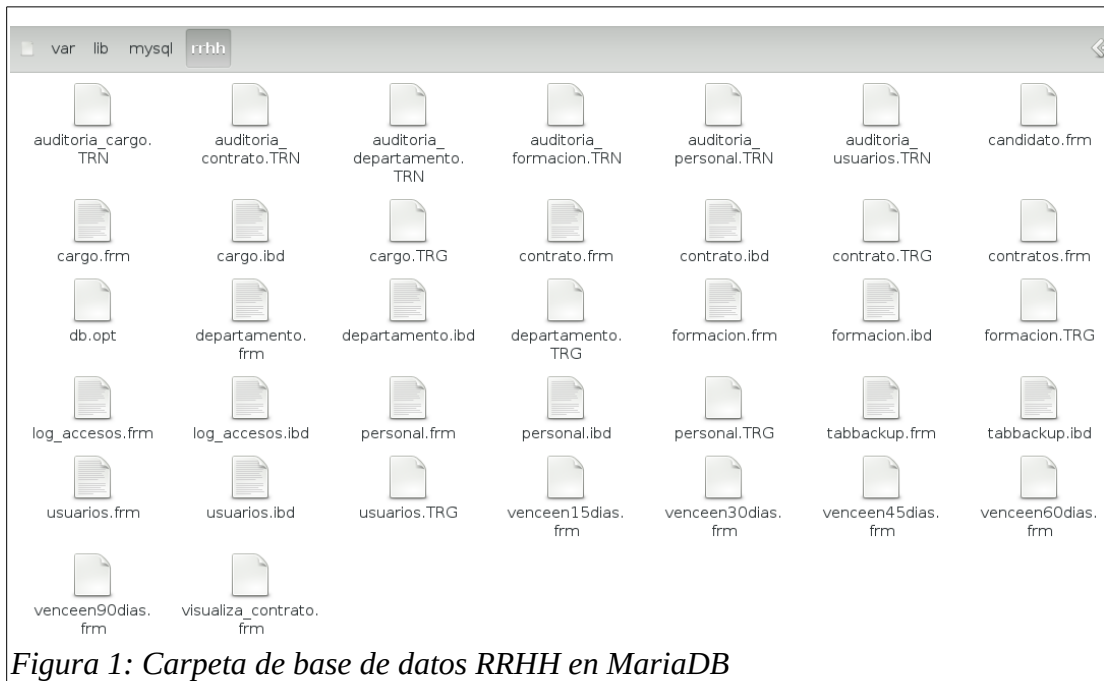 var lib mysql rrhh
auditoria_cargo.
TRN
auditoria_
contrato.TRN
auditoria_
departamento.
TRN
auditoria_
formacion.TRN
auditoria_
personal.TRN
auditoria_
usuarios.TRN
candidato.frm
cargo.frm
cargo.ibd
cargo.TRG
contrato.frm
contrato.ibd
contrato.TRG
contratos.frm
db.opt
departamento.
frm
departamento.ibd
departamento.
TRG
formacion.frm
formacion.ibd
formacion.TRG
log_accesos.frm
log_accesos.ibd
personal.frm
personal.ibd
personal.TRG
tabbackup.frm
tabbackup.ibd
usuarios.frm
usuarios.ibd
usuarios.TRG
venceen15dias.
frm
venceen30dias.
frm
venceen45dias.
frm
venceen60dias.
frm
venceen90dias.
frm
visualiza_contrato.
frm
Figura 1: Carpeta de base de datos RRHH en MariaDB